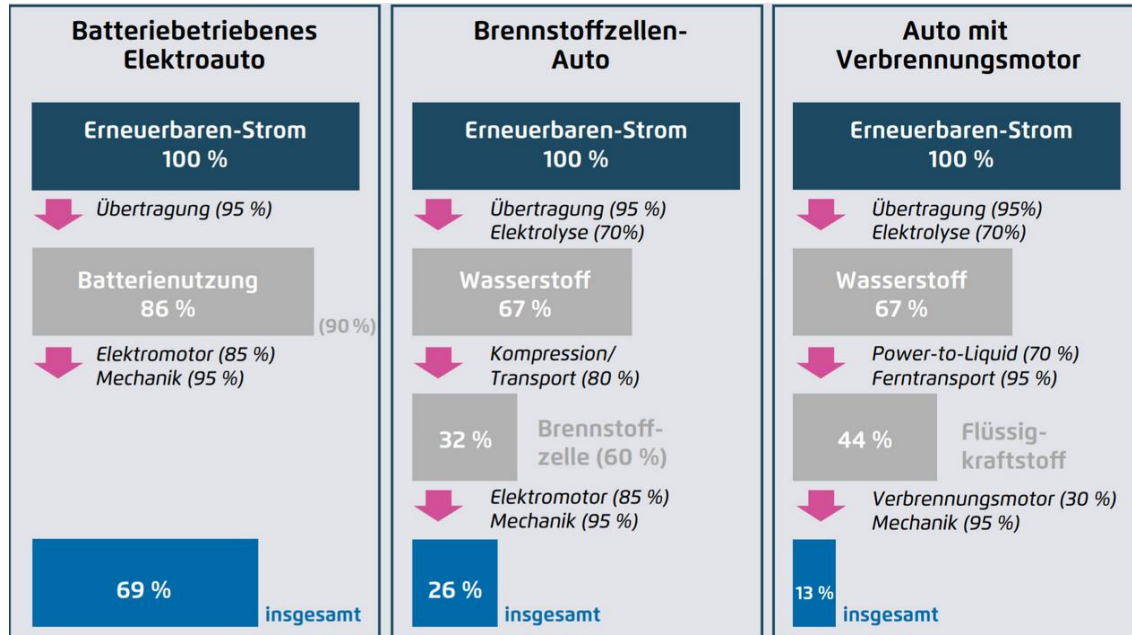 Batteriebetriebenes
Elektroauto
Erneuerbaren-Strom
100 %
Übertragung (95 %)
Batterienutzung
86 %
(90 %)
Elektromotor (85 %)
Mechanik (95 %)
69 %
insgesamt
Brennstoffzellen-
Auto
Erneuerbaren-Strom
100 %
Übertragung (95 %)
Elektrolyse (70%)
Wasserstoff
67 %
Kompression/
Transport (80 %)
32 %
Brennstoff-
zelle (60 %)
Elektromotor (85 %)
Mechanik (95 %)
26 %
insgesamt
Auto mit
Verbrennungsmotor
Erneuerbaren-Strom
100 %
Übertragung (95%)
Elektrolyse (70%)
Wasserstoff
67 %
Power-to-Liquid (70 %)
Ferntransport (95 %)
44 %
Flüssig-
kraftstoff
Verbrennungsmotor (30 %)
Mechanik (95 %)
13 %
insgesamt